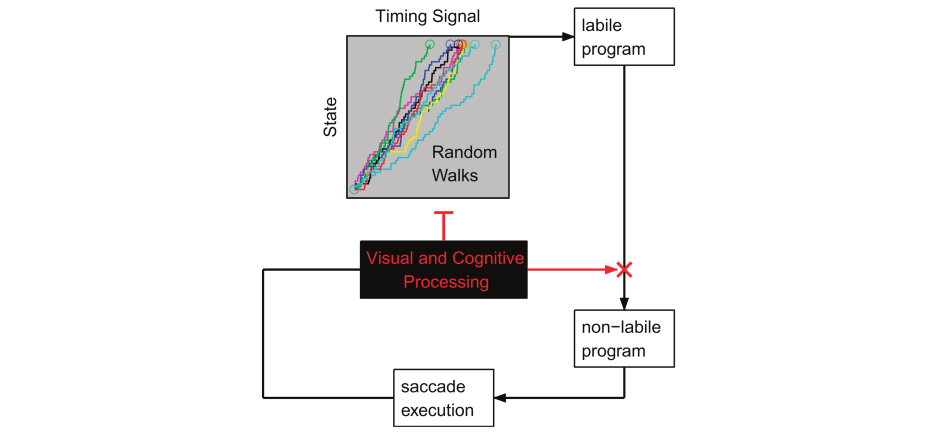 Timing Signal
State
Random
Walks
labile
program
Visual and Cognitive
Processing
non−labile
program
saccade
execution